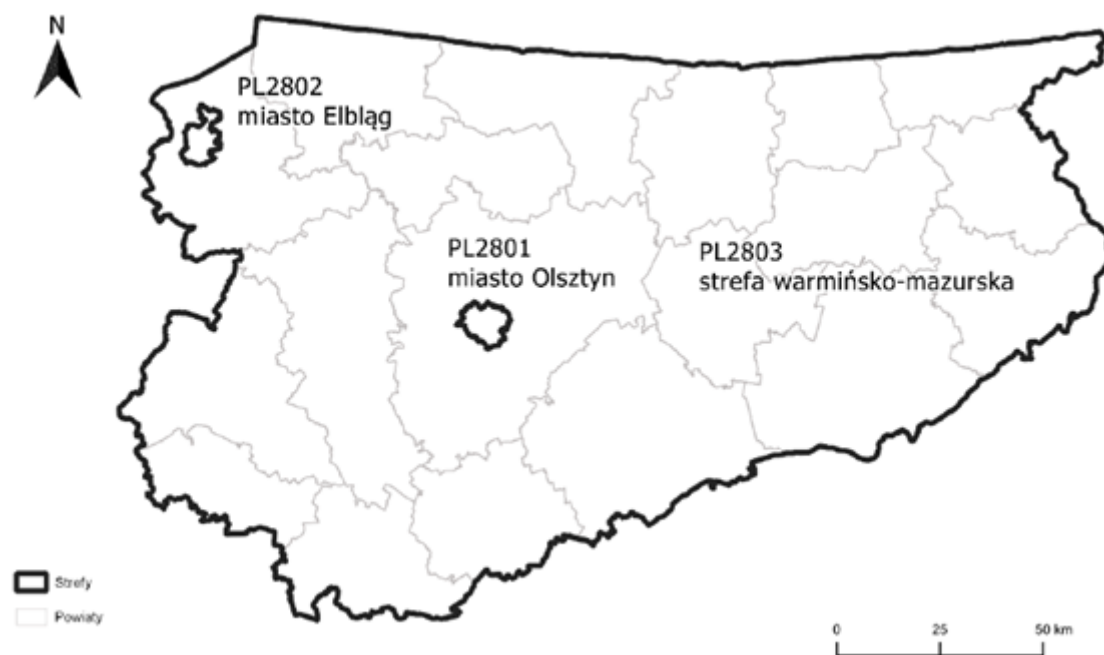 N
PL2802
miasto Elbląg
PL2801
miasto Olsztyn
PL2803
strefa warmińsko-mazurska
Strefy
Powiaty
0 25 50 km